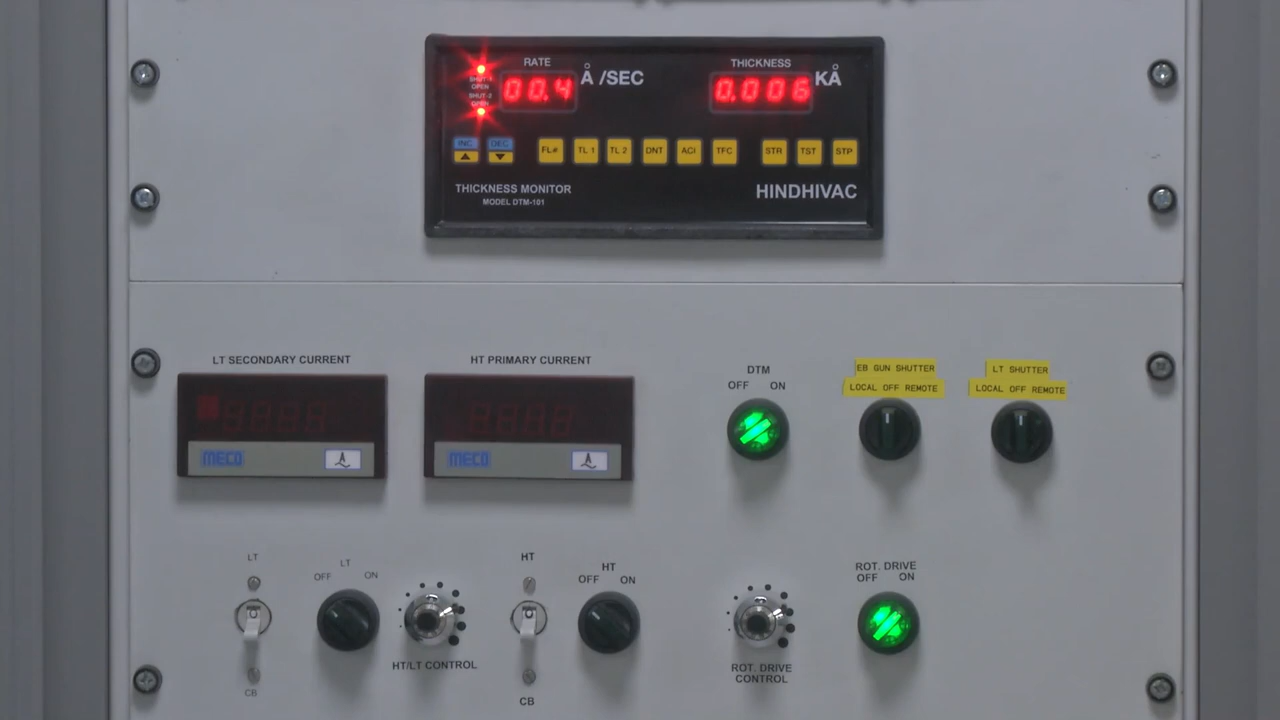 RATE
Å /SEC
THICKNESS
KÅ
SHUT-1
OPEN
SHUT-2
OPEN
00.4
0.006
INC
DEC
FL#
TL 1
TL 2
DNT
ACI
TFC
STR
TST
STP
THICKNESS MONITOR
MODEL DTM-101
HINDHIVAC
LT SECONDARY CURRENT
HT PRIMARY CURRENT
MECO
A
MECO
A
DTM
OFF ON
EB GUN SHUTTER
LOCAL OFF REMOTE
LT SHUTTER
LOCAL OFF REMOTE
LT
CB
LT
OFF ON
HT/LT CONTROL
HT
CB
HT
OFF ON
ROT. DRIVE
CONTROL
ROT. DRIVE
OFF ON